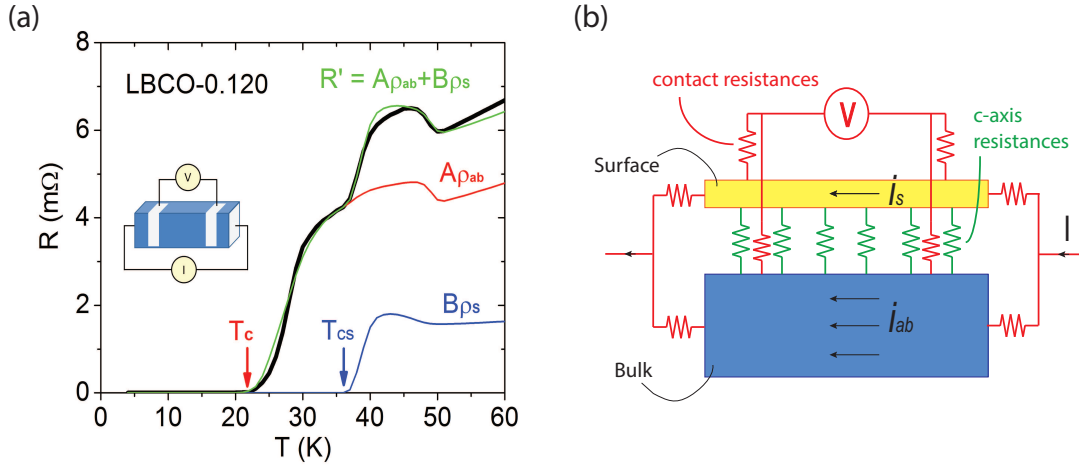 (a)
8
6
4
2
0
R (mΩ)
LBCO-0.120
R' = Aρab+Bρs
Aρab
Bρs
Tc
Tcs
V
I
0 10 20 30 40 50 60
T (K)
(b)
contact resistances
V
c-axis
resistances
Surface
is
I
iab
Bulk